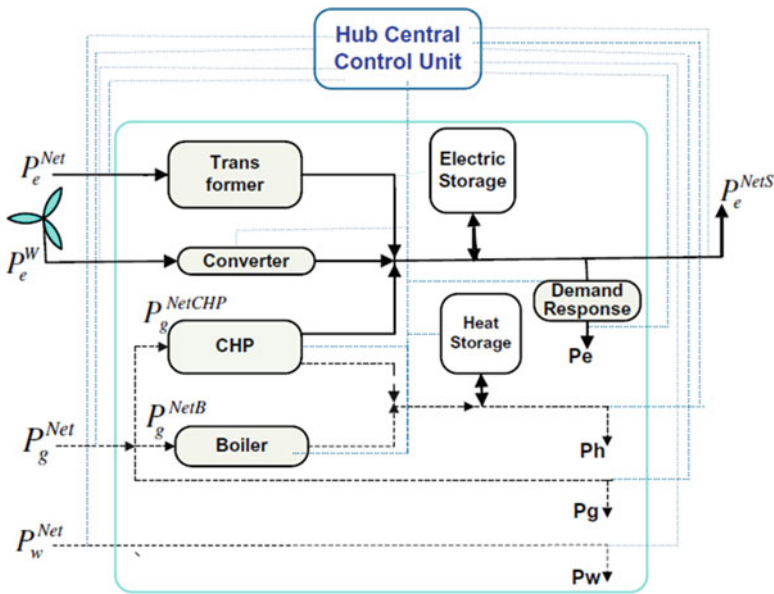 Hub Central
Control Unit
P_e^{Net}
Trans
former
Electric
Storage
P_e^{NetS}
P_e^W
Converter
Demand
Response
P_g^{NetCHP}
CHP
Heat
Storage
Pe
P_g^{Net}
P_g^{NetB}
Boiler
Ph
Pg
P_w^{Net}
Pw